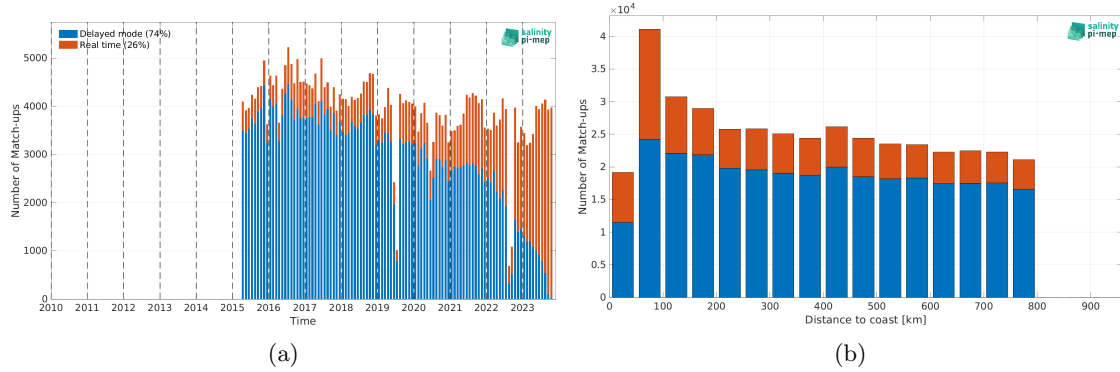 Delayed mode (74%)
Real time (26%)
salinity
pi-mep
Number of Match-ups
5000
4000
3000
2000
1000
0
2010 2011 2012 2013 2014 2015 2016 2017 2018 2019 2020 2021 2022 2023
Time
(a)
×10⁴
salinity
pi-mep
Number of Match-ups
4
3.5
3
2.5
2
1.5
1
0.5
0
100 200 300 400 500 600 700 800 900
Distance to coast [km]
(b)